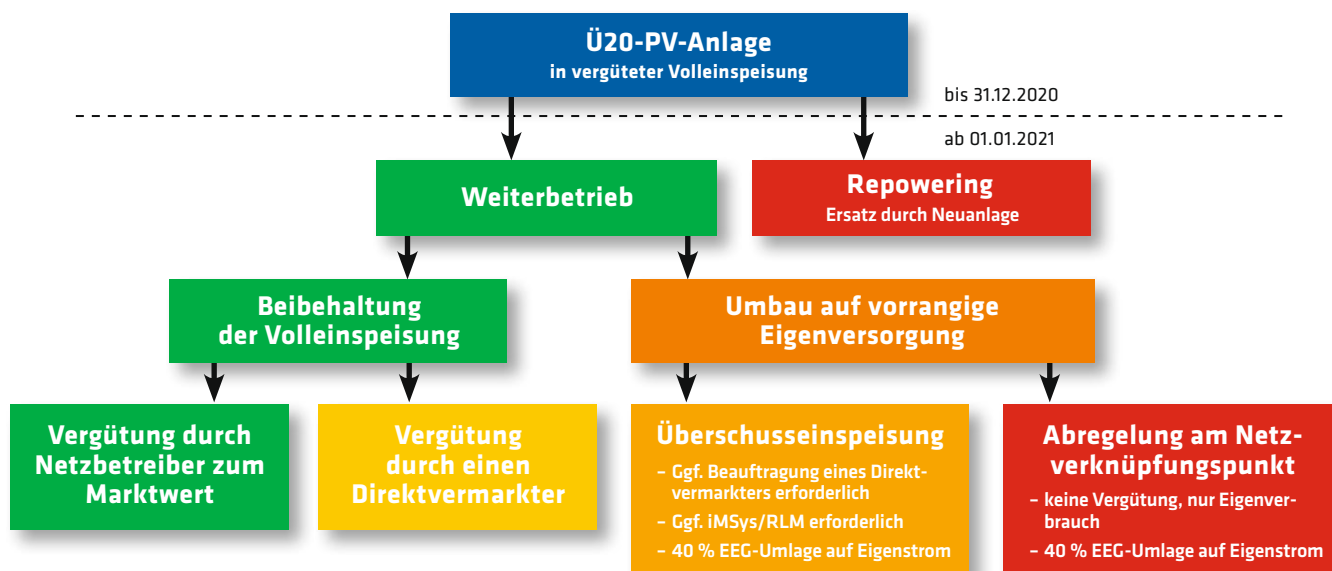 Ü20-PV-Anlage
in vergüteter Volleinspeisung
bis 31.12.2020
ab 01.01.2021
Weiterbetrieb
Repowering
Ersatz durch Neuanlage
Beibehaltung
der Volleinspeisung
Umbau auf vorrangige
Eigenversorgung
Vergütung durch
Netzbetreiber zum
Marktwert
Vergütung
durch einen
Direktvermarkter
Überschusseinspeisung
– Ggf. Beauftragung eines Direkt-
vermarkters erforderlich
– Ggf. iMSys/RLM erforderlich
– 40 % EEG-Umlage auf Eigenstrom
Abregelung am Netz-
verknüpfungspunkt
– keine Vergütung, nur Eigenver-
brauch
– 40 % EEG-Umlage auf Eigenstrom